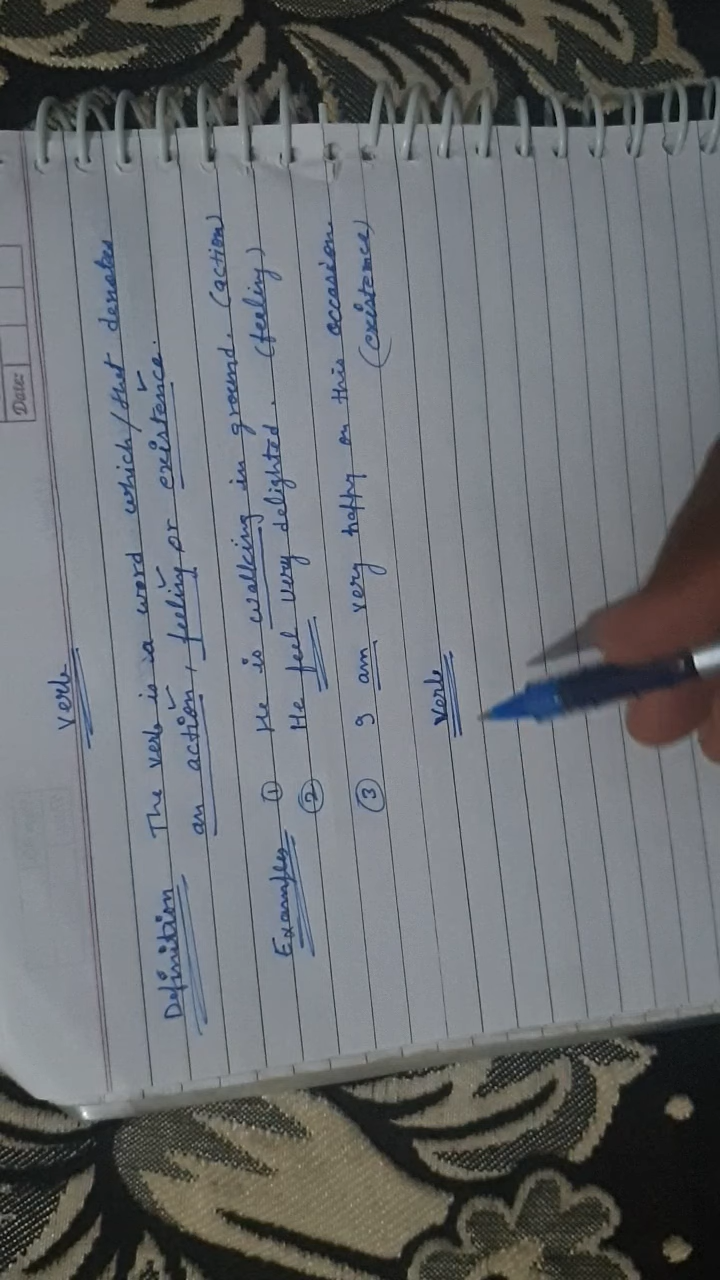 Date:
Verb
Definition The verb is a word which/that denotes
an action, feeling or existence.
Examples ① He is walking in ground. (action)
② He feel very delighted. (feeling)
③ I am very happy on this occasion.
(existence)
Verb